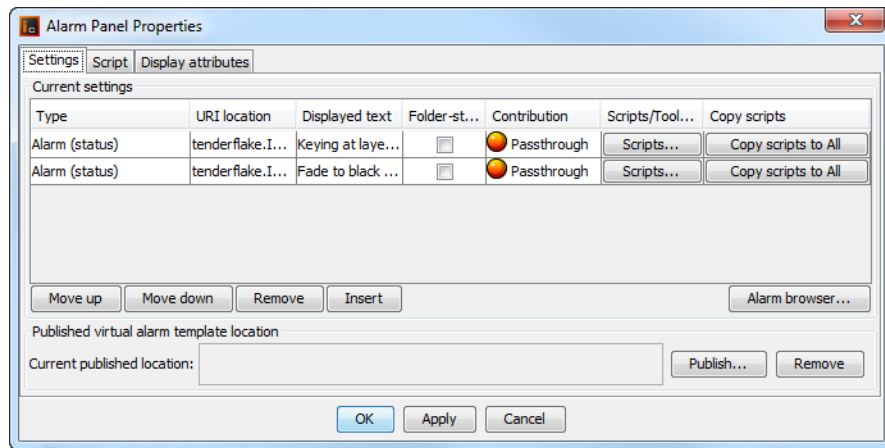 Alarm Panel Properties
Settings Script Display attributes
Current settings
Type URI location Displayed text Folder-st... Contribution Scripts/Tool... Copy scripts
Alarm (status) tenderflake.I... Keying at laye... Passthrough Scripts... Copy scripts to All
Alarm (status) tenderflake.I... Fade to black ... Passthrough Scripts... Copy scripts to All
Move up Move down Remove Insert Alarm browser...
Published virtual alarm template location
Current published location: Publish... Remove
OK Apply Cancel